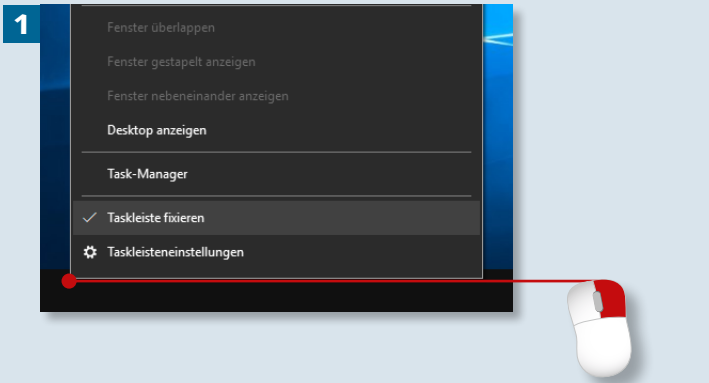 1
Fenster überlappen
Fenster gestapelt anzeigen
Fenster nebeneinander anzeigen
Desktop anzeigen
Task-Manager
Taskleiste fixieren
Taskleisteneinstellungen